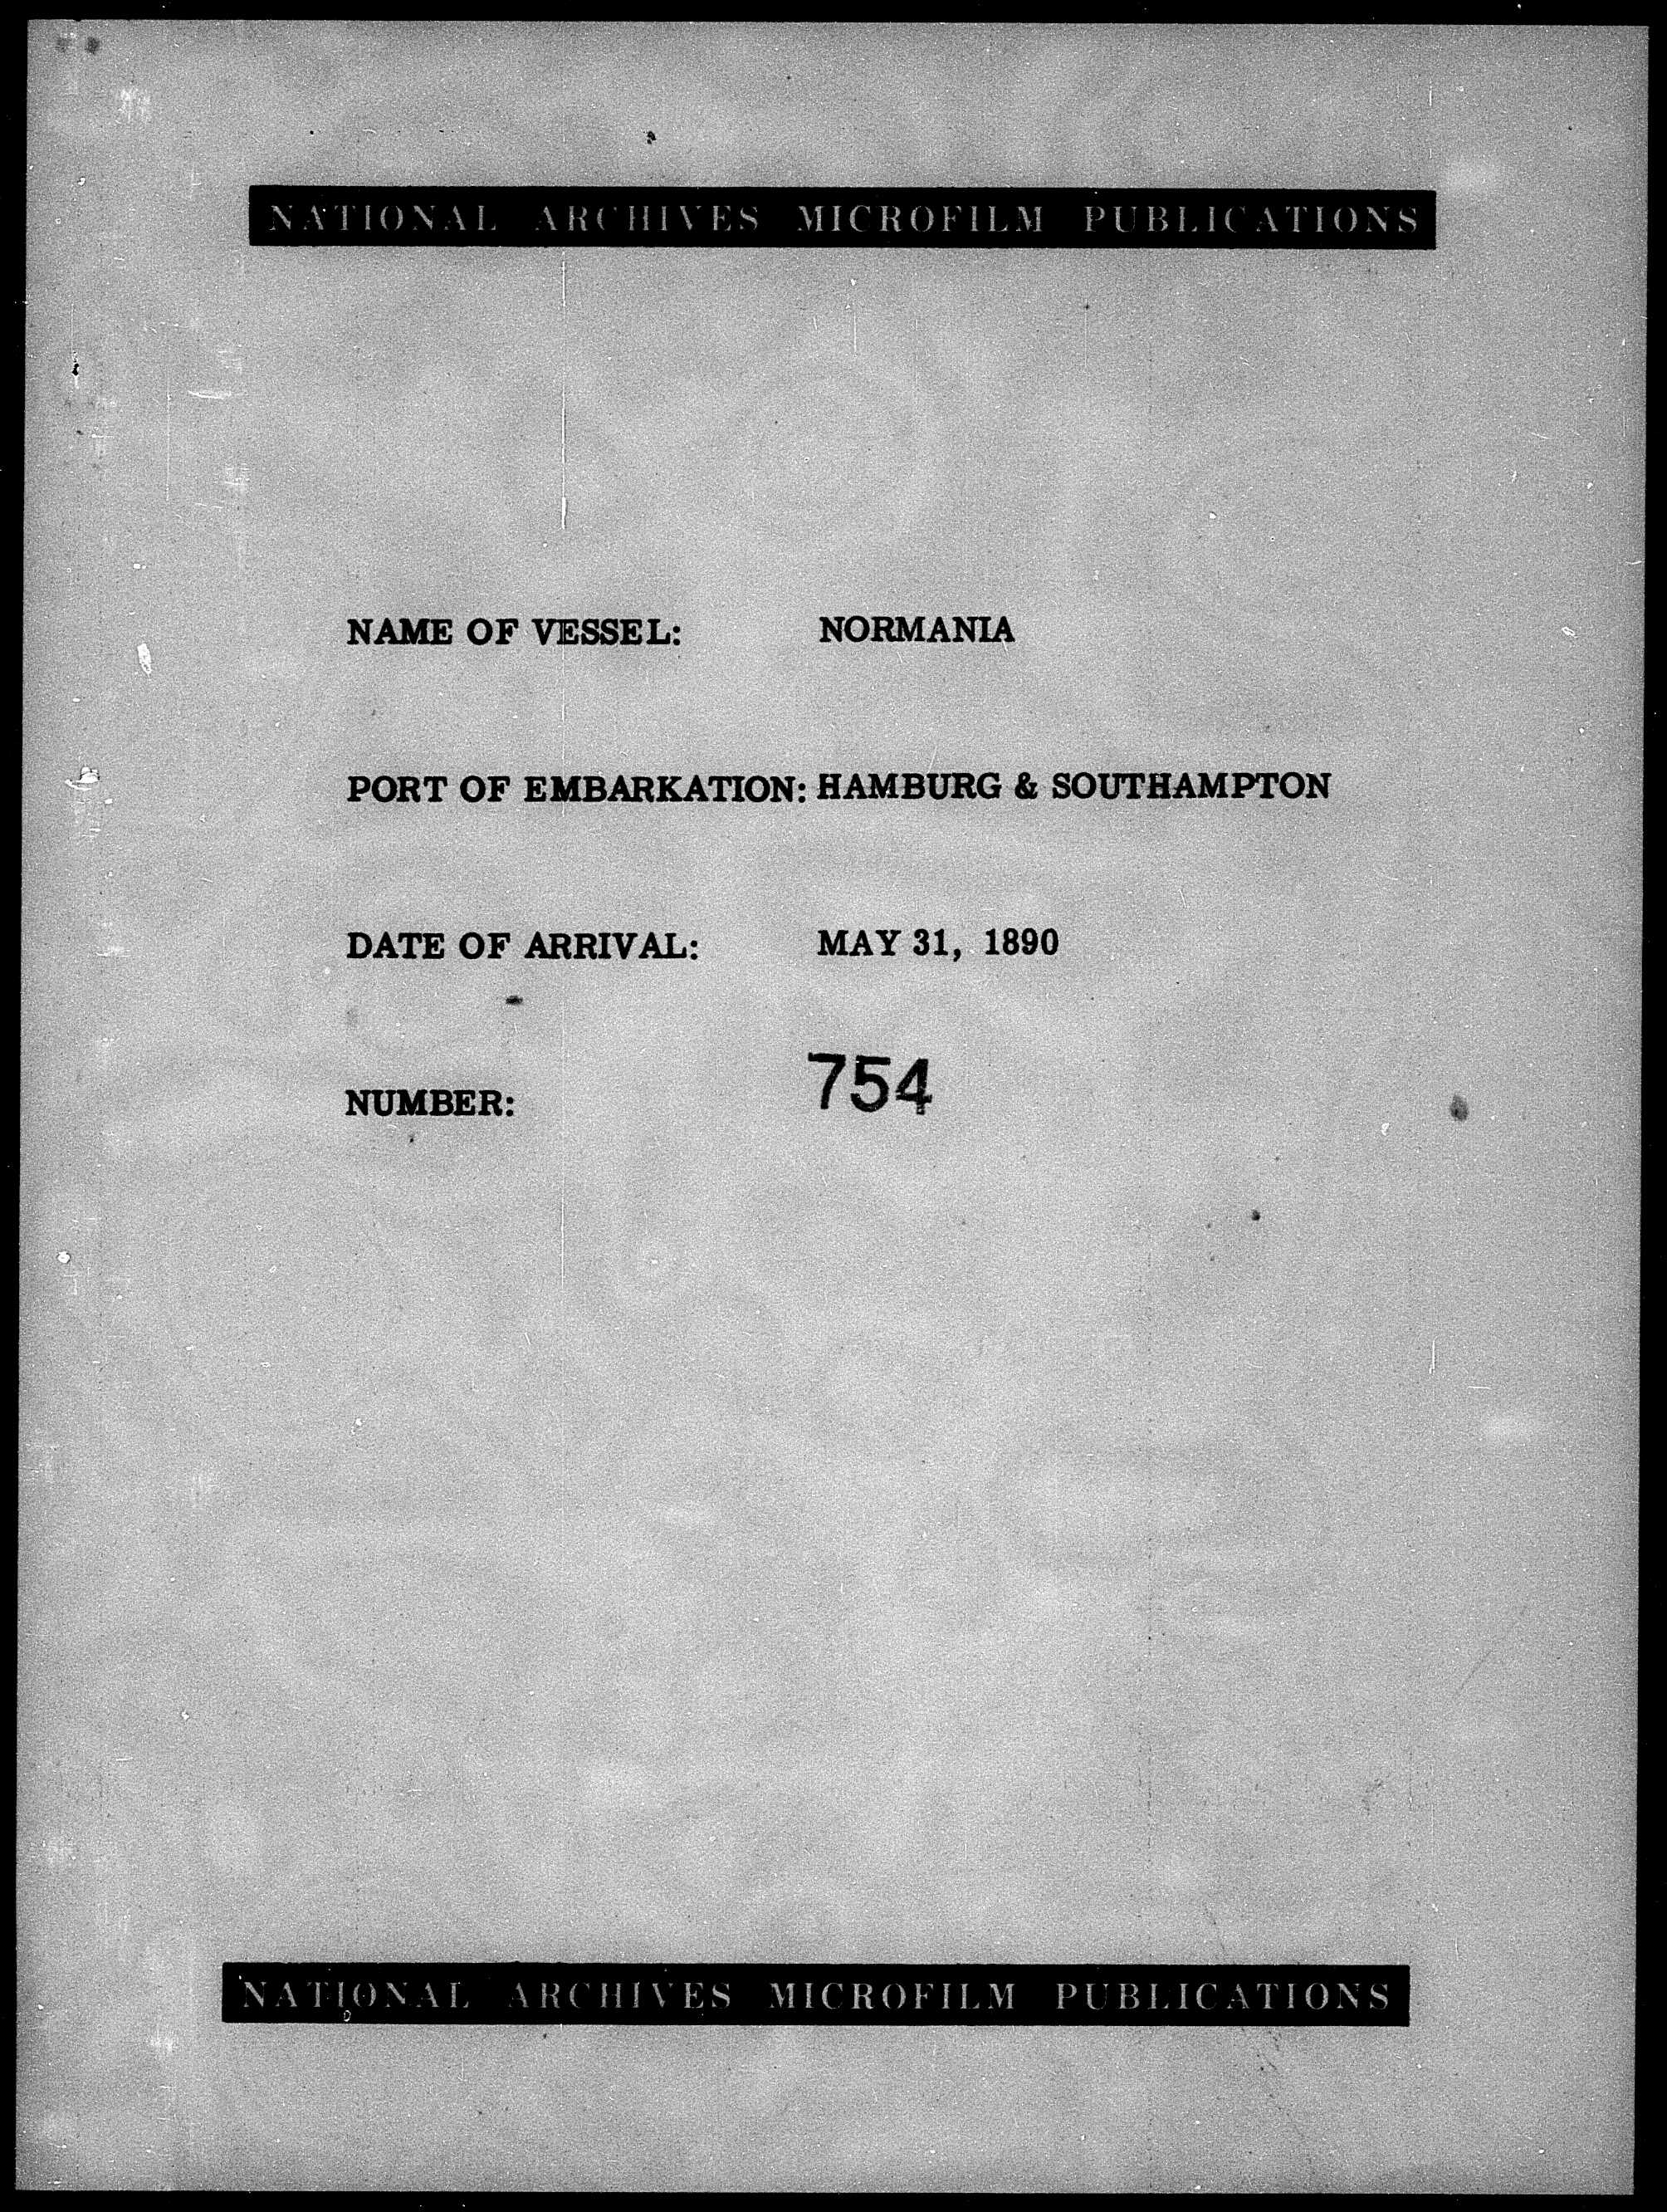 NATIONAL ARCHIVES MICROFILM PUBLICATIONS
NAME OF VESSEL: NORMANIA
PORT OF EMBARKATION: HAMBURG & SOUTHAMPTON
DATE OF ARRIVAL: MAY 31, 1890
NUMBER: 754
NATIONAL ARCHIVES MICROFILM PUBLICATIONS